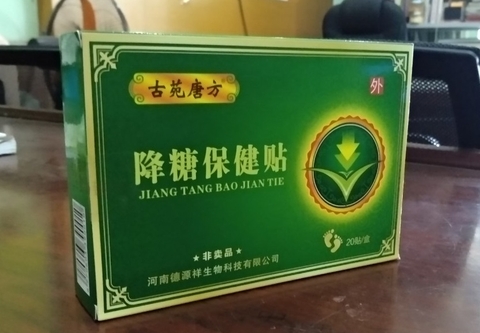 古苑唐方
外
降糖保健贴
JIANG TANG BAO JIAN TIE
20贴/盒
★非卖品★
河南德源祥生物科技有限公司